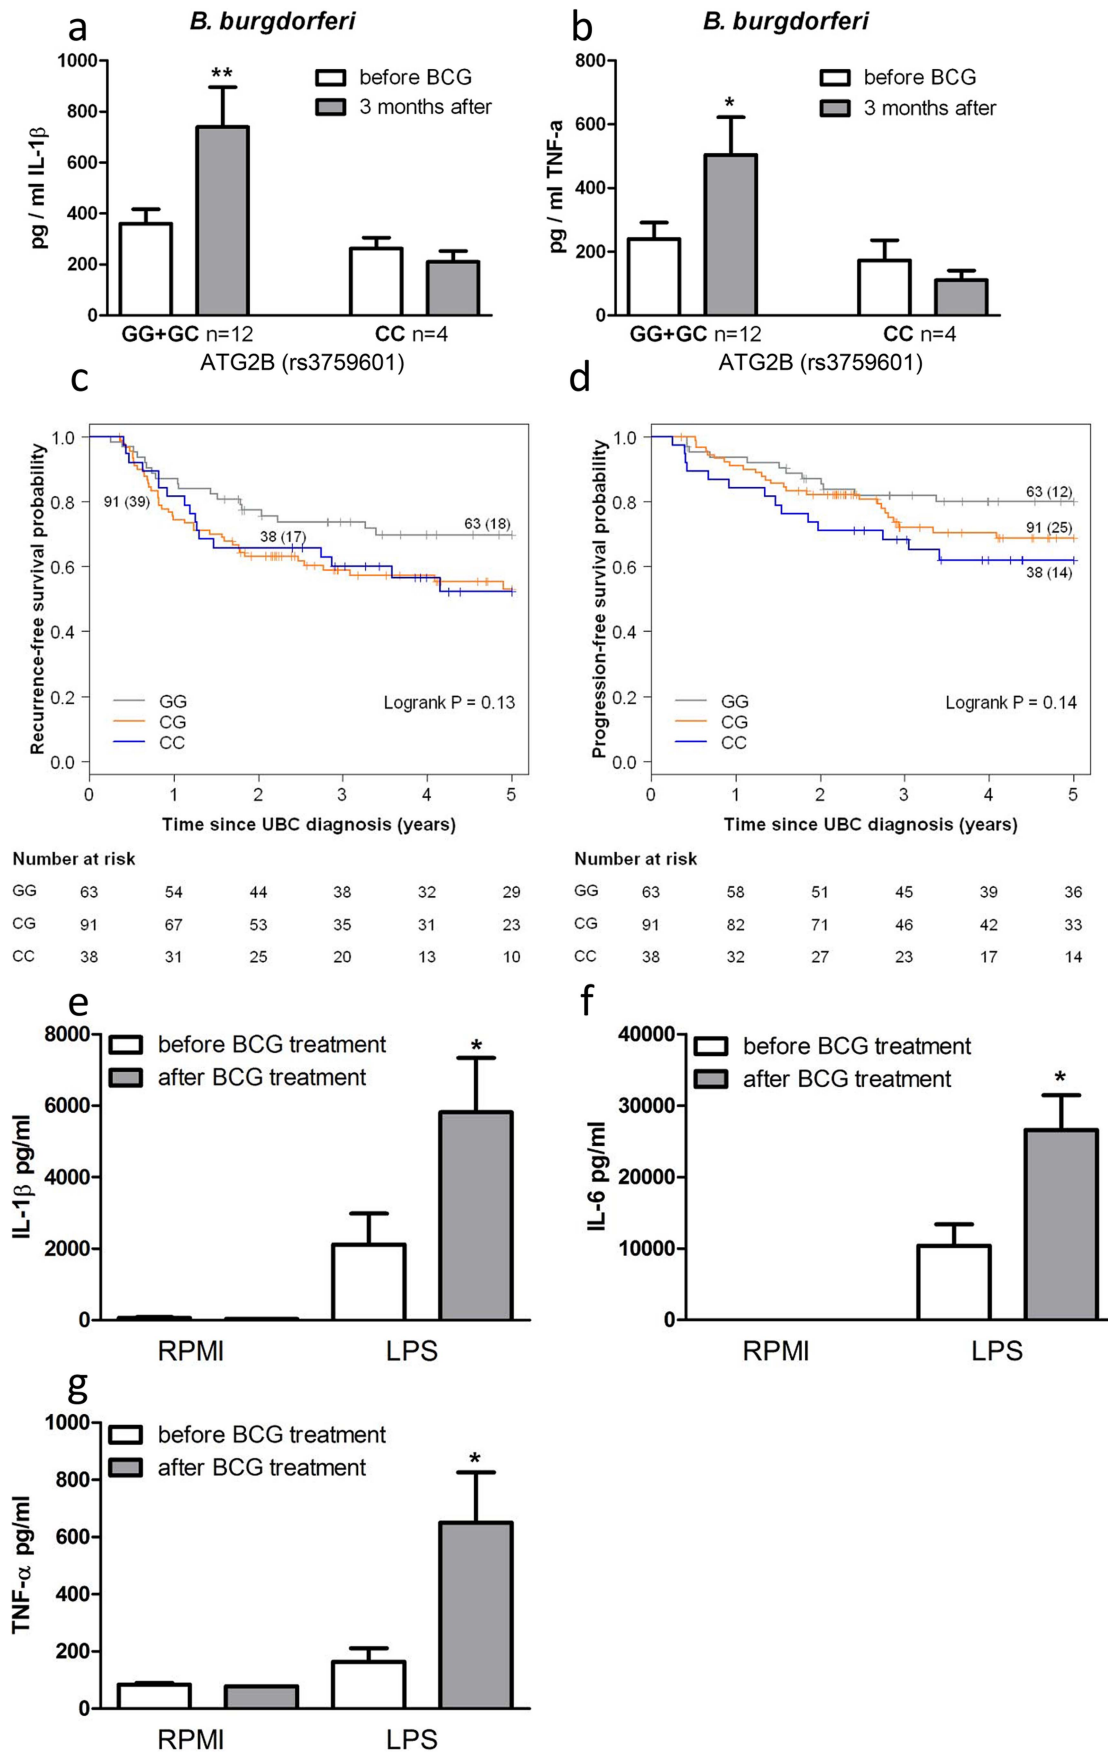 a
B. burgdorferi
1000
800
600
400
200
0
pg / ml IL-1β
**
before BCG
3 months after
GG+GC n=12
CC n=4
ATG2B (rs3759601)
b
B. burgdorferi
800
600
400
200
0
pg / ml TNF-a
*
before BCG
3 months after
GG+GC n=12
CC n=4
ATG2B (rs3759601)
c
Recurrence-free survival probability
1.0
0.8
0.6
0.4
0.2
0.0
91 (39)
38 (17)
63 (18)
GG
CG
CC
Logrank P = 0.13
0 1 2 3 4 5
Time since UBC diagnosis (years)
Number at risk
GG 63 54 44 38 32 29
CG 91 67 53 35 31 23
CC 38 31 25 20 13 10
d
Progression-free survival probability
1.0
0.8
0.6
0.4
0.2
0.0
63 (12)
91 (25)
38 (14)
GG
CG
CC
Logrank P = 0.14
0 1 2 3 4 5
Time since UBC diagnosis (years)
Number at risk
GG 63 58 51 45 39 36
CG 91 82 71 46 42 33
CC 38 32 27 23 17 14
e
8000
6000
4000
2000
0
IL-1β pg/ml
before BCG treatment
after BCG treatment
*
RPMI
LPS
f
40000
30000
20000
10000
0
IL-6 pg/ml
before BCG treatment
after BCG treatment
*
RPMI
LPS
g
1000
800
600
400
200
0
TNF-α pg/ml
before BCG treatment
after BCG treatment
*
RPMI
LPS